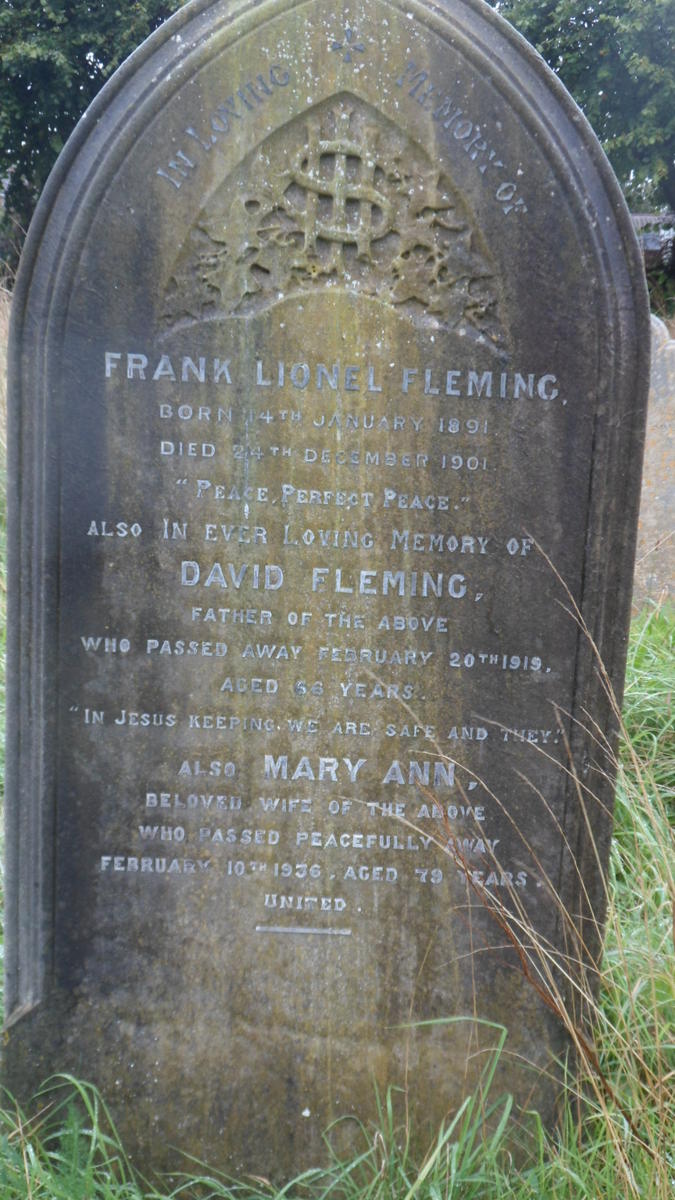 IN LOVING MEMORY OF
IHS
FRANK LIONEL FLEMING,
BORN 14TH JANUARY 1891.
DIED 24TH DECEMBER 1901.
"PEACE, PERFECT PEACE."
ALSO IN EVER LOVING MEMORY OF
DAVID FLEMING,
FATHER OF THE ABOVE
WHO PASSED AWAY FEBRUARY 20TH 1919,
AGED 66 YEARS.
"IN JESUS KEEPING, WE ARE SAFE AND THEY."
ALSO MARY ANN,
BELOVED WIFE OF THE ABOVE
WHO PASSED PEACEFULLY AWAY
FEBRUARY 10TH 1936, AGED 79 YEARS.
UNITED.